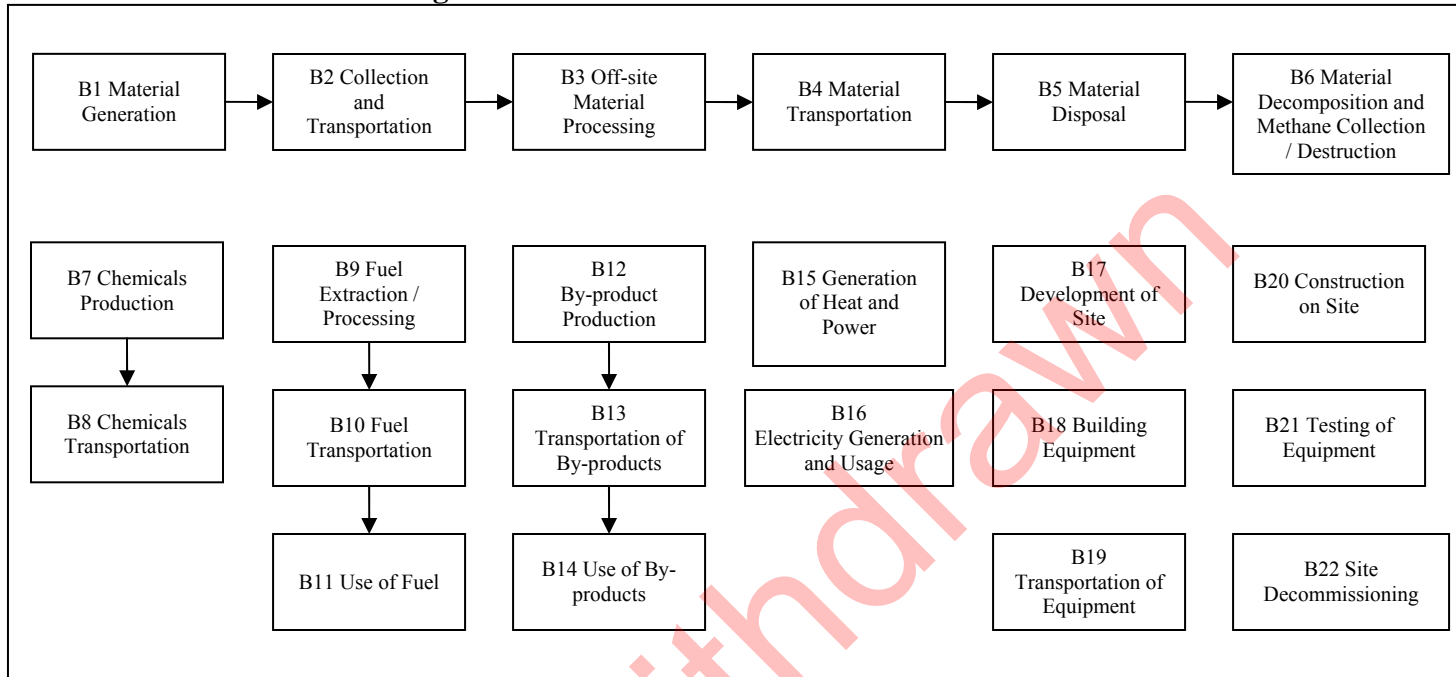 B1 Material
Generation
B2 Collection
and
Transportation
B3 Off-site
Material
Processing
B4 Material
Transportation
B5 Material
Disposal
B6 Material
Decomposition and
Methane Collection
/ Destruction
B7 Chemicals
Production
B9 Fuel
Extraction /
Processing
B12
By-product
Production
B15 Generation
of Heat and
Power
B17
Development of
Site
B20 Construction
on Site
B8 Chemicals
Transportation
B10 Fuel
Transportation
B13
Transportation of
By-products
B16
Electricity Generation
and Usage
B18 Building
Equipment
B21 Testing of
Equipment
B11 Use of Fuel
B14 Use of By-
products
B19
Transportation of
Equipment
B22 Site
Decommissioning
ithdrawn